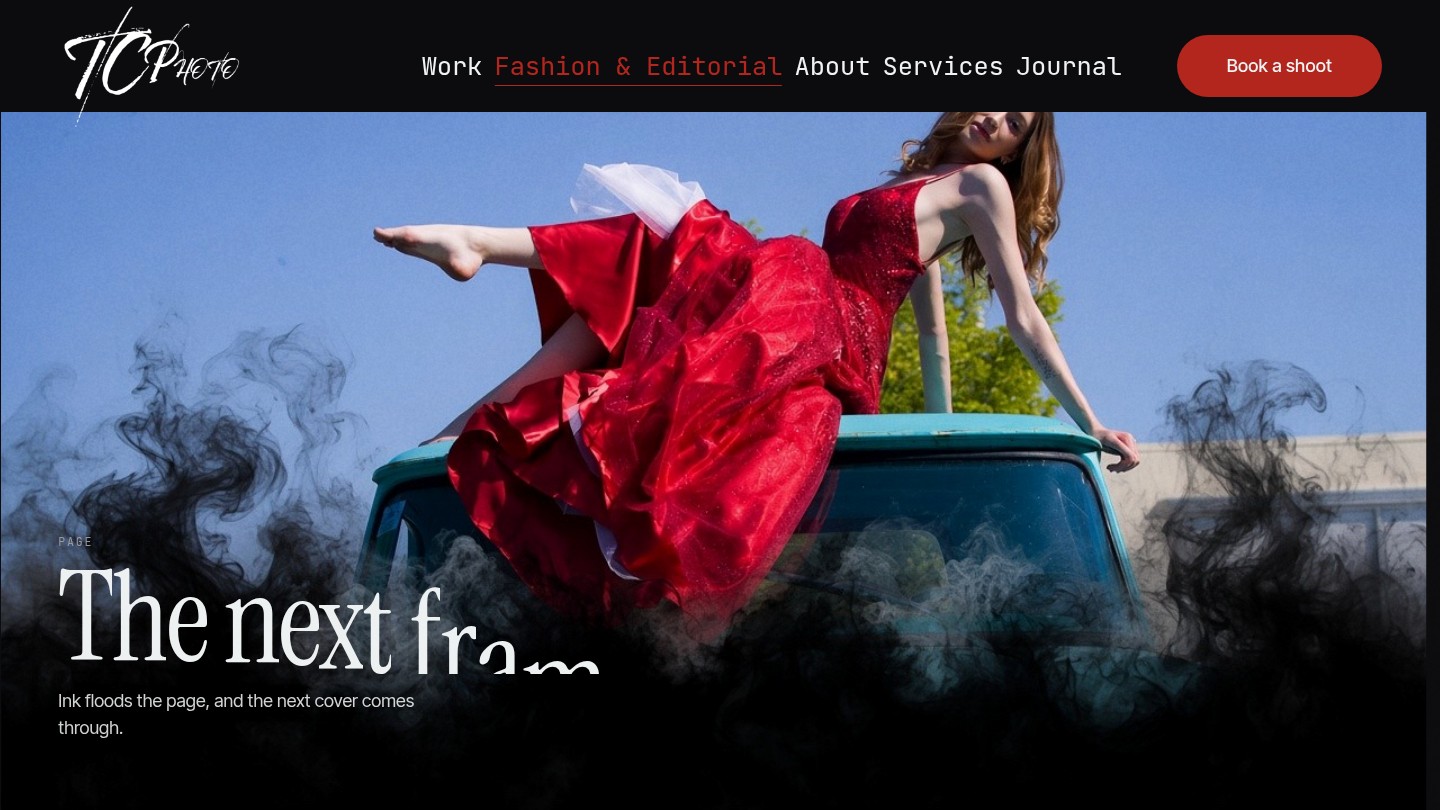 TCPHOTO
Work Fashion & Editorial About Services Journal
Book a shoot
PAGE
The next fram
Ink floods the page, and the next cover comes
through.